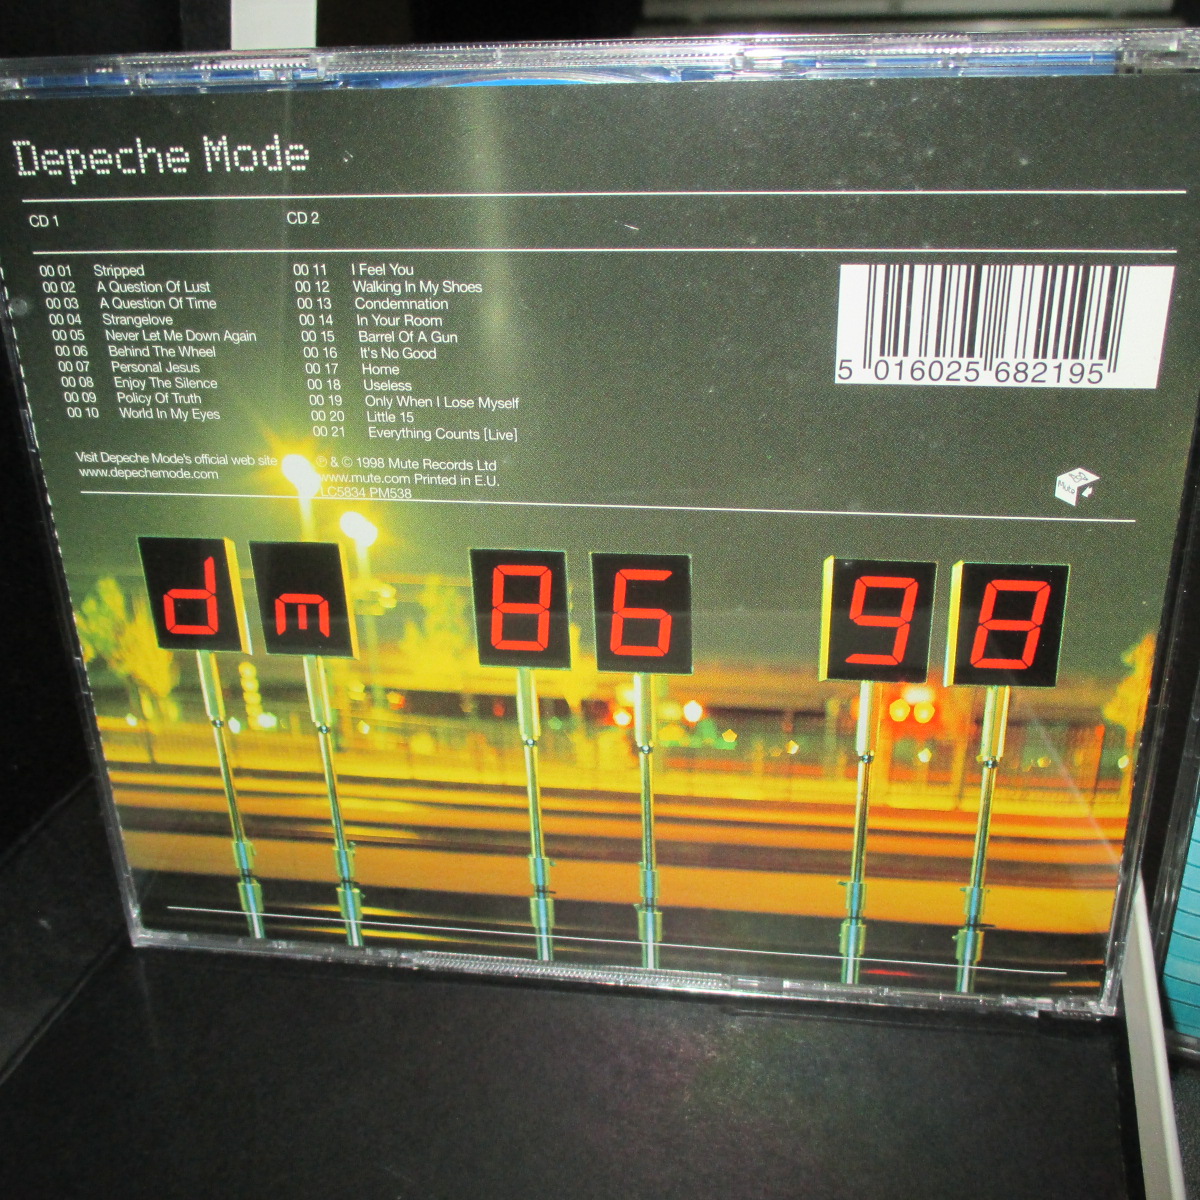 Depeche Mode
CD 1
CD 2
00 01 Stripped
00 02 A Question Of Lust
00 03 A Question Of Time
00 04 Strangelove
00 05 Never Let Me Down Again
00 06 Behind The Wheel
00 07 Personal Jesus
00 08 Enjoy The Silence
00 09 Policy Of Truth
00 10 World In My Eyes
00 11 I Feel You
00 12 Walking In My Shoes
00 13 Condemnation
00 14 In Your Room
00 15 Barrel Of A Gun
00 16 It's No Good
00 17 Home
00 18 Useless
00 19 Only When I Lose Myself
00 20 Little 15
00 21 Everything Counts [Live]
5 016025 682195
Visit Depeche Mode's official web site
www.depechemode.com
℗ & © 1998 Mute Records Ltd
www.mute.com Printed in E.U.
LC5834 PM538
Mute
dm 86 98